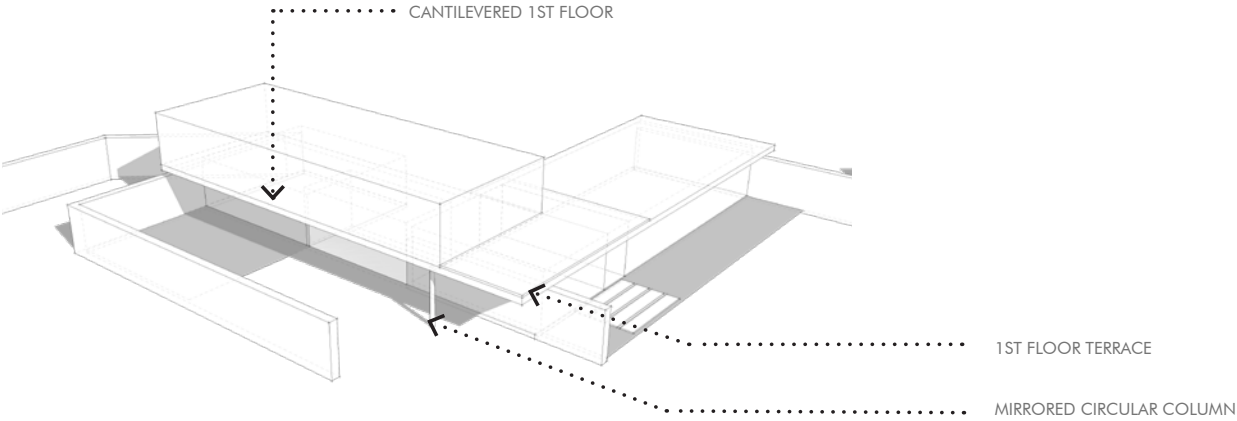 CANTILEVERED 1ST FLOOR
1ST FLOOR TERRACE
MIRRORED CIRCULAR COLUMN